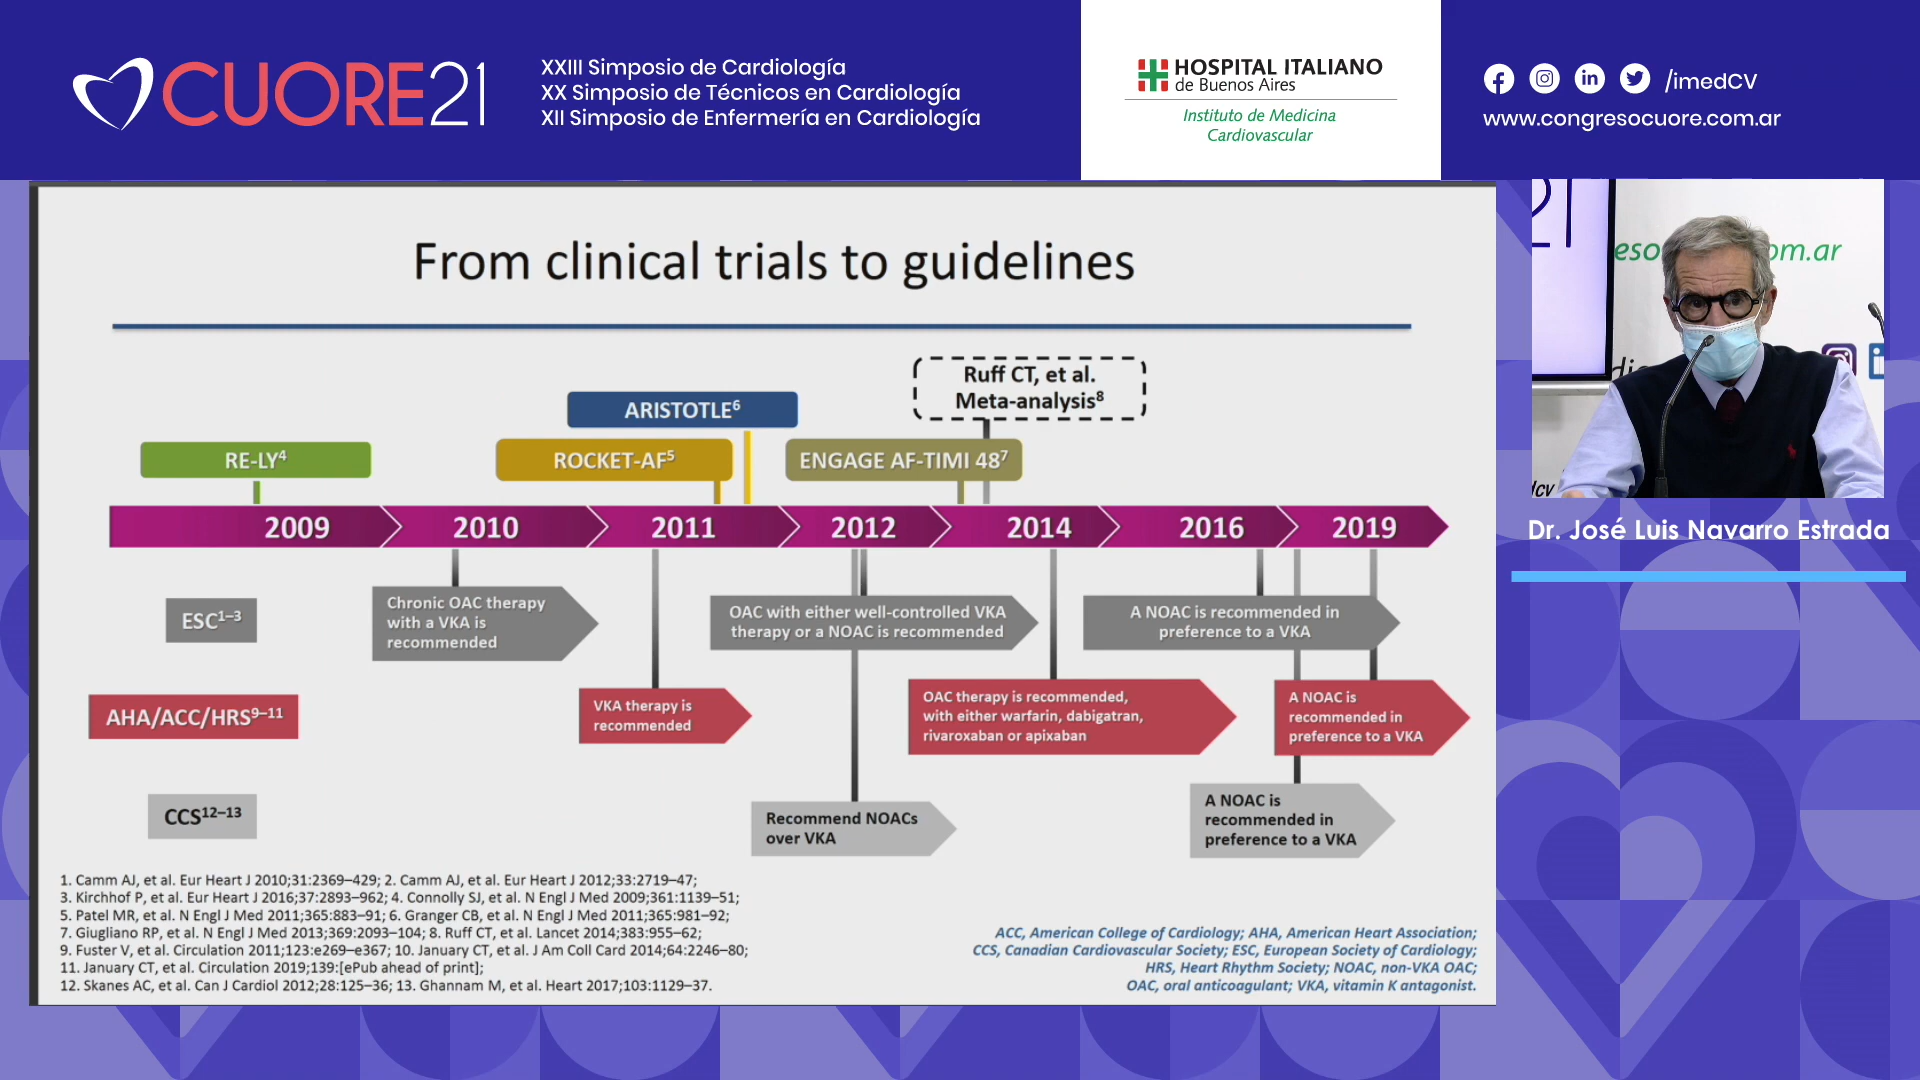 CUORE21
XXIII Simposio de Cardiología
XX Simposio de Técnicos en Cardiología
XII Simposio de Enfermería en Cardiología
HOSPITAL ITALIANO
de Buenos Aires
Instituto de Medicina
Cardiovascular
/imedCV
www.congresocuore.com.ar
From clinical trials to guidelines
Ruff CT, et al.
Meta-analysis⁸
ARISTOTLE⁶
RE-LY⁴
ROCKET-AF⁵
ENGAGE AF-TIMI 48⁷
2009 2010 2011 2012 2014 2016 2019
ESC¹⁻³
Chronic OAC therapy
with a VKA is
recommended
OAC with either well-controlled VKA
therapy or a NOAC is recommended
A NOAC is recommended in
preference to a VKA
AHA/ACC/HRS⁹⁻¹¹
VKA therapy is
recommended
OAC therapy is recommended,
with either warfarin, dabigatran,
rivaroxaban or apixaban
A NOAC is
recommended in
preference to a VKA
CCS¹²⁻¹³
Recommend NOACs
over VKA
A NOAC is
recommended in
preference to a VKA
1. Camm AJ, et al. Eur Heart J 2010;31:2369–429; 2. Camm AJ, et al. Eur Heart J 2012;33:2719–47;
3. Kirchhof P, et al. Eur Heart J 2016;37:2893–962; 4. Connolly SJ, et al. N Engl J Med 2009;361:1139–51;
5. Patel MR, et al. N Engl J Med 2011;365:883–91; 6. Granger CB, et al. N Engl J Med 2011;365:981–92;
7. Giugliano RP, et al. N Engl J Med 2013;369:2093–104; 8. Ruff CT, et al. Lancet 2014;383:955–62;
9. Fuster V, et al. Circulation 2011;123:e269–e367; 10. January CT, et al. J Am Coll Card 2014;64:2246–80;
11. January CT, et al. Circulation 2019;139:[ePub ahead of print];
12. Skanes AC, et al. Can J Cardiol 2012;28:125–36; 13. Ghannam M, et al. Heart 2017;103:1129–37.
ACC, American College of Cardiology; AHA, American Heart Association;
CCS, Canadian Cardiovascular Society; ESC, European Society of Cardiology;
HRS, Heart Rhythm Society; NOAC, non-VKA OAC;
OAC, oral anticoagulant; VKA, vitamin K antagonist.
21
eso om.ar
Dr. José Luis Navarro Estrada